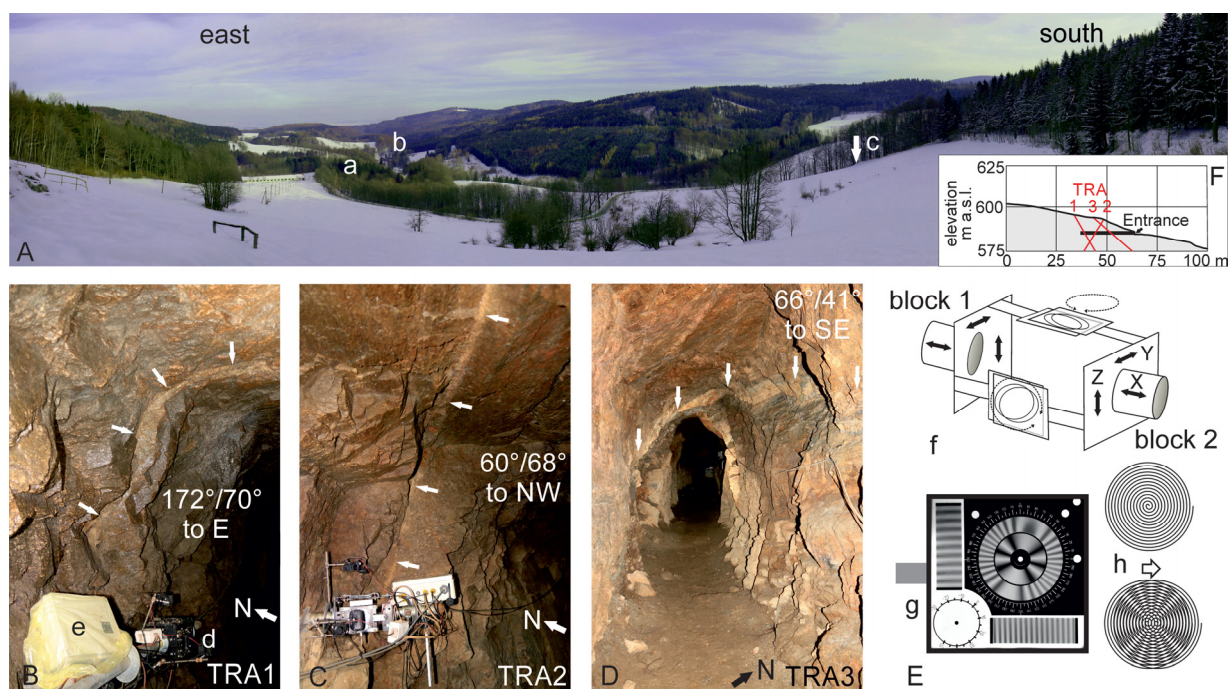 east
south
a
b
c
A
F
625
600
575
elevation
m a.s.l.
TRA
1 3 2
Entrance
0 25 50 75 100 m
172°/70°
to E
N
e
d
B
TRA1
60°/68°
to NW
N
C
TRA2
66°/41°
to SE
D
N
TRA3
block 1
Y
Z
X
block 2
f
g
h
E